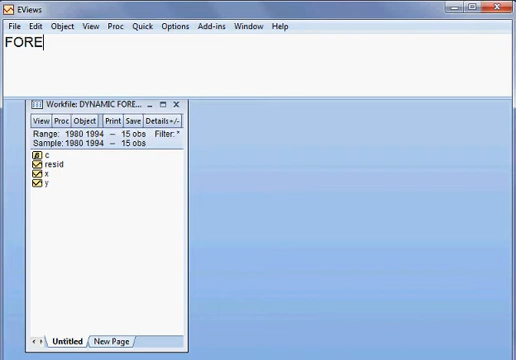 EViews
File Edit Object View Proc Quick Options Add-ins Window Help
FORE
Workfile: DYNAMIC FORE...
View Proc Object Print Save Details+/-
Range: 1980 1994 -- 15 obs Filter: *
Sample: 1980 1994 -- 15 obs
c
resid
x
y
Untitled New Page